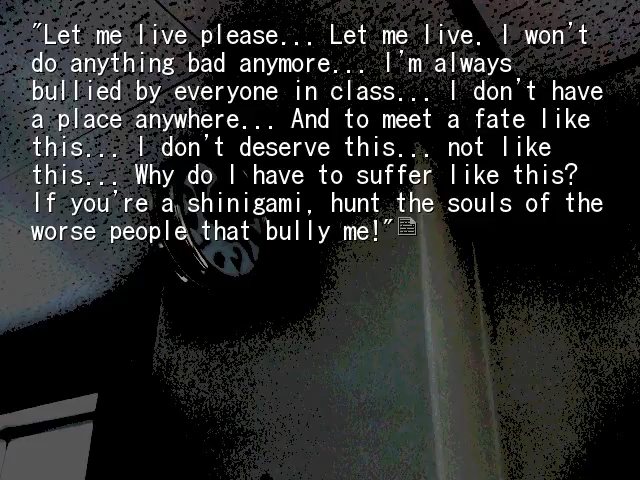 "Let me live please... Let me live. I won't
do anything bad anymore... I'm always
bullied by everyone in class... I don't have
a place anywhere... And to meet a fate like
this... I don't deserve this... not like
this... Why do I have to suffer like this?
If you're a shinigami, hunt the souls of the
worse people that bully me!"